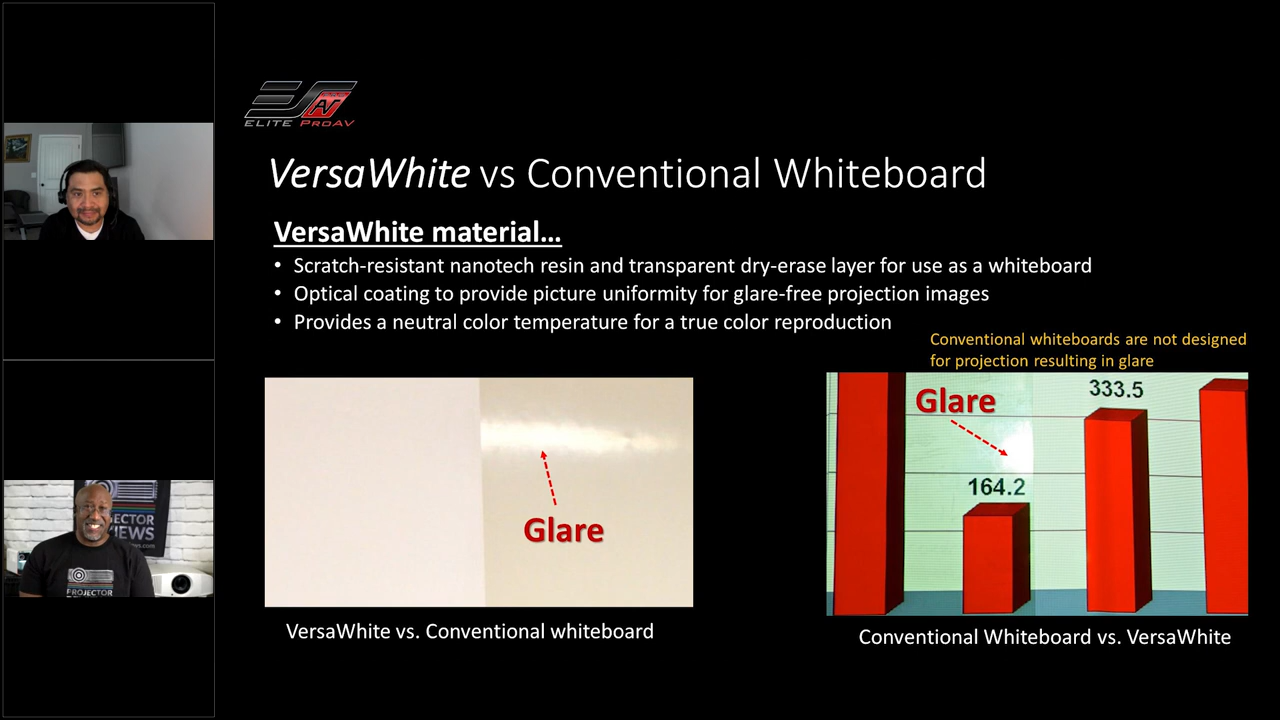 ELITE PROAV
VersaWhite vs Conventional Whiteboard
VersaWhite material...
• Scratch-resistant nanotech resin and transparent dry-erase layer for use as a whiteboard
• Optical coating to provide picture uniformity for glare-free projection images
• Provides a neutral color temperature for a true color reproduction
Conventional whiteboards are not designed
for projection resulting in glare
Glare
VersaWhite vs. Conventional whiteboard
Glare
333.5
164.2
Conventional Whiteboard vs. VersaWhite
PROJECTOR